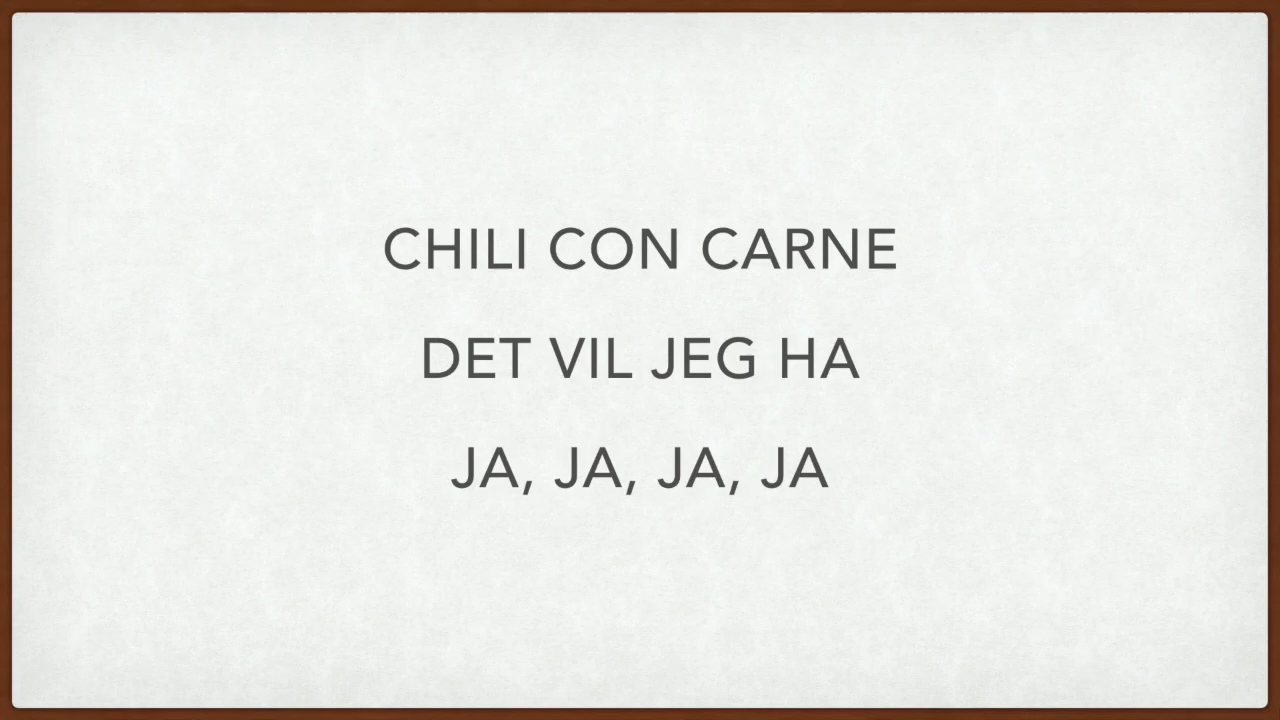 CHILI CON CARNE
DET VIL JEG HA
JA, JA, JA, JA